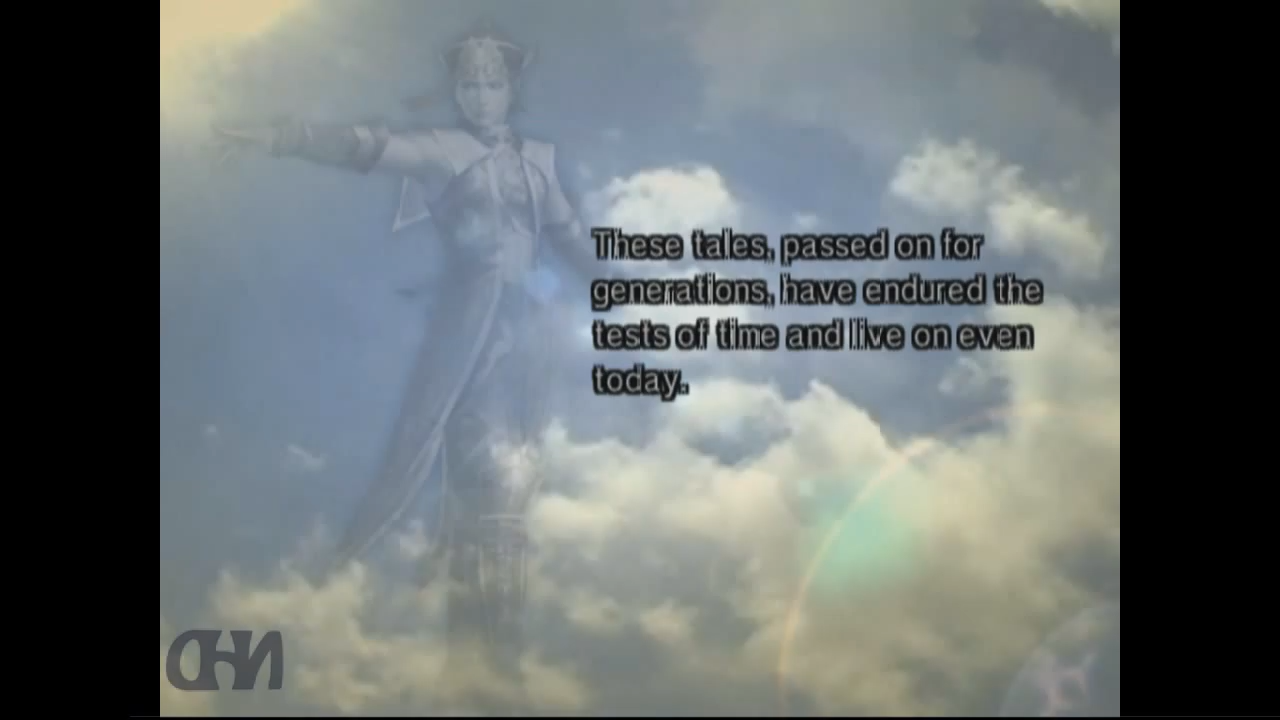 These tales, passed on for
generations, have endured the
tests of time and live on even
today.